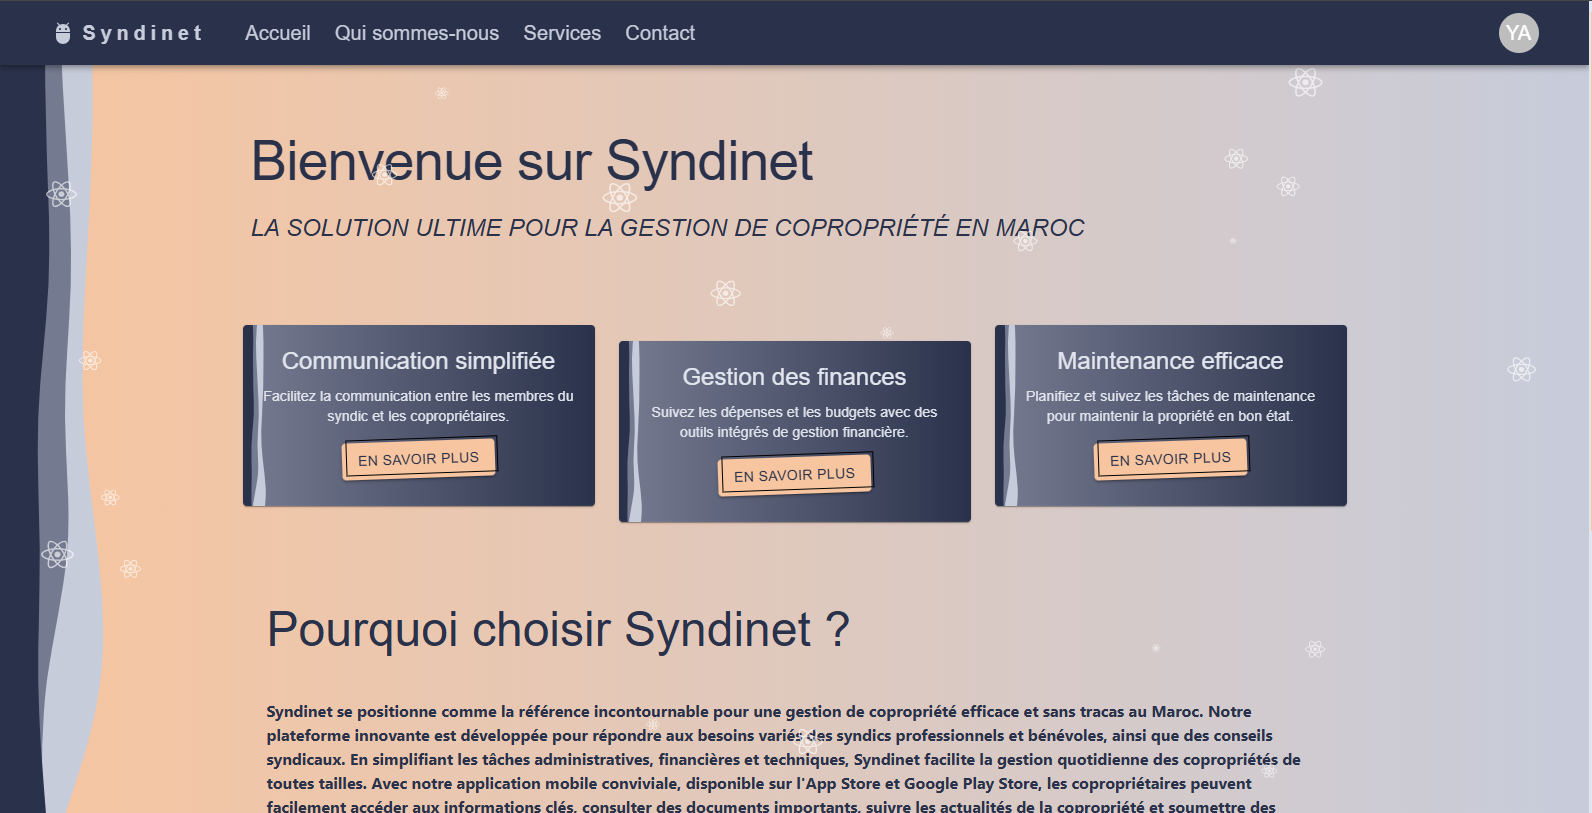 Syndinet
Accueil
Qui sommes-nous
Services
Contact
YA
Bienvenue sur Syndinet
LA SOLUTION ULTIME POUR LA GESTION DE COPROPRIÉTÉ EN MAROC
Communication simplifiée
Facilitez la communication entre les membres du
syndic et les copropriétaires.
EN SAVOIR PLUS
Gestion des finances
Suivez les dépenses et les budgets avec des
outils intégrés de gestion financière.
EN SAVOIR PLUS
Maintenance efficace
Planifiez et suivez les tâches de maintenance
pour maintenir la propriété en bon état.
EN SAVOIR PLUS
Pourquoi choisir Syndinet ?
Syndinet se positionne comme la référence incontournable pour une gestion de copropriété efficace et sans tracas au Maroc. Notre
plateforme innovante est développée pour répondre aux besoins variés des syndics professionnels et bénévoles, ainsi que des conseils
syndicaux. En simplifiant les tâches administratives, financières et techniques, Syndinet facilite la gestion quotidienne des copropriétés de
toutes tailles. Avec notre application mobile conviviale, disponible sur l'App Store et Google Play Store, les copropriétaires peuvent
facilement accéder aux informations clés, consulter des documents importants, suivre les actualités de la copropriété et soumettre des